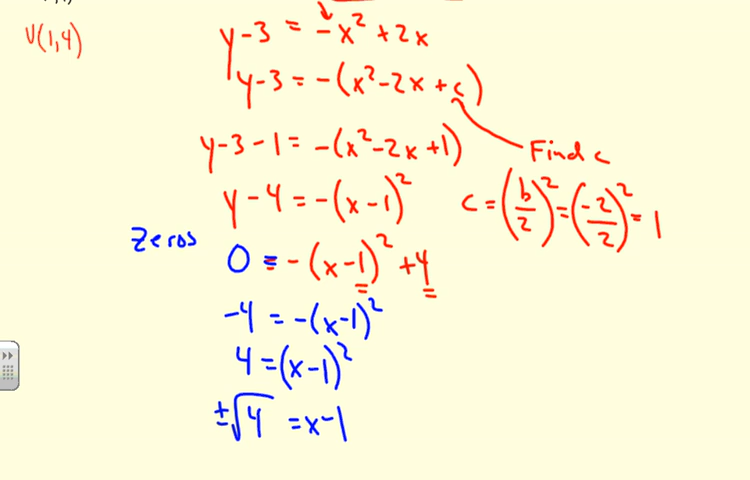 V(1,4)
y-3 = -x² +2x
y-3 = -(x²-2x+c)
y-3-1 = -(x²-2x+1)
Find c
y-4 = -(x-1)²
c = (b/2)² = (-2/2)² = 1
Zeros
0 = -(x-1)² +4
-4 = -(x-1)²
4 = (x-1)²
±√4 = x-1